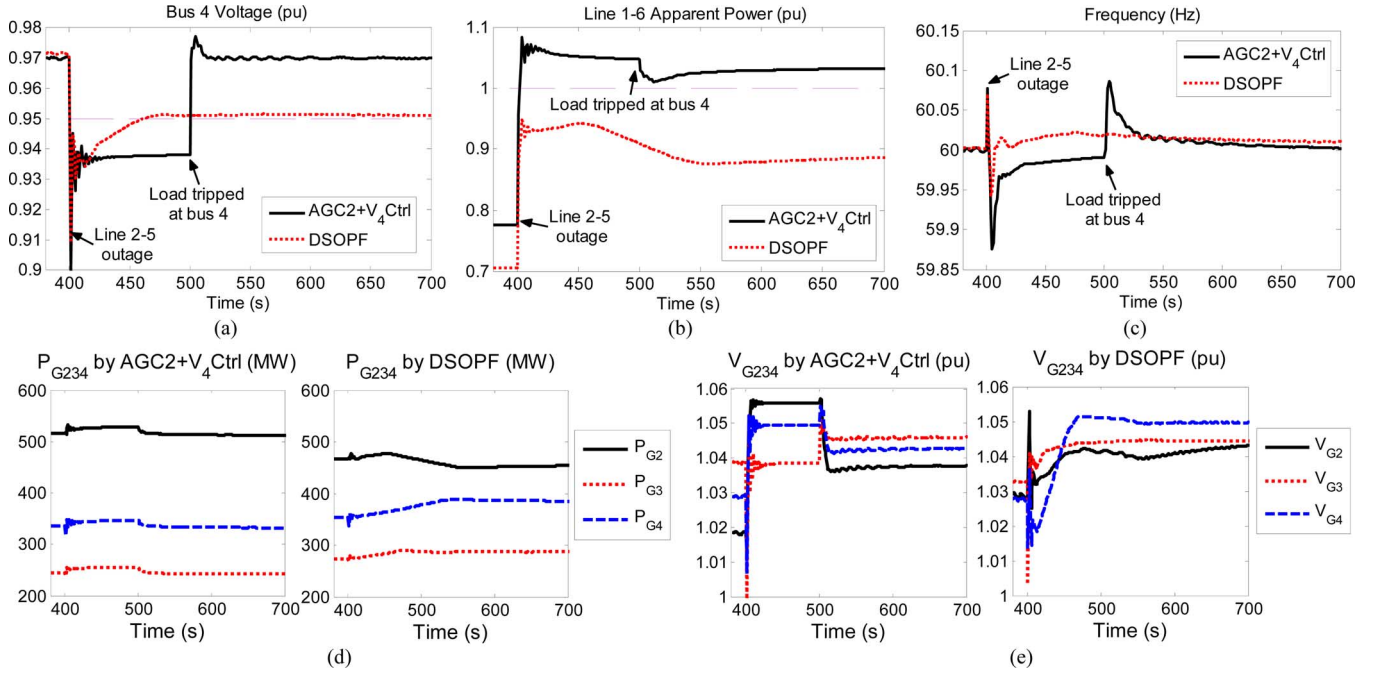 Bus 4 Voltage (pu)
0.98
0.97
0.96
0.95
0.94
0.93
0.92
0.91
0.9
Load tripped
at bus 4
Line 2-5
outage
AGC2+V4Ctrl
DSOPF
400 450 500 550 600 650 700
Time (s)
(a)
Line 1-6 Apparent Power (pu)
1.1
1
0.9
0.8
0.7
Load tripped at bus 4
Line 2-5
outage
AGC2+V4Ctrl
DSOPF
400 450 500 550 600 650 700
Time (s)
(b)
Frequency (Hz)
60.15
60.1
60.05
60
59.95
59.9
59.85
Line 2-5
outage
AGC2+V4Ctrl
DSOPF
Load tripped
at bus 4
400 450 500 550 600 650 700
Time (s)
(c)
PG234 by AGC2+V4Ctrl (MW)
600
500
400
300
200
400 500 600 700
Time (s)
PG234 by DSOPF (MW)
600
500
400
300
200
400 500 600 700
Time (s)
PG2
PG3
PG4
(d)
VG234 by AGC2+V4Ctrl (pu)
1.06
1.05
1.04
1.03
1.02
1.01
1
400 500 600 700
Time (s)
VG234 by DSOPF (pu)
1.06
1.05
1.04
1.03
1.02
1.01
1
400 500 600 700
Time (s)
VG2
VG3
VG4
(e)